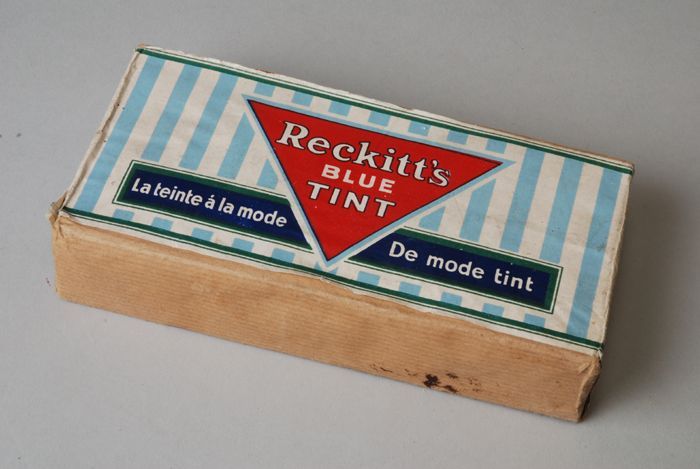 Reckitt's
BLUE
TINT
La teinte á la mode
De mode tint